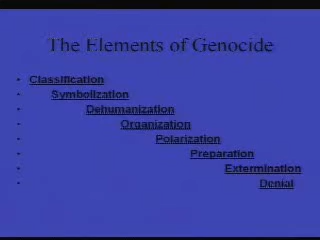 The Elements of Genocide
• Classification
• Symbolization
• Dehumanization
• Organization
• Polarization
• Preparation
• Extermination
• Denial